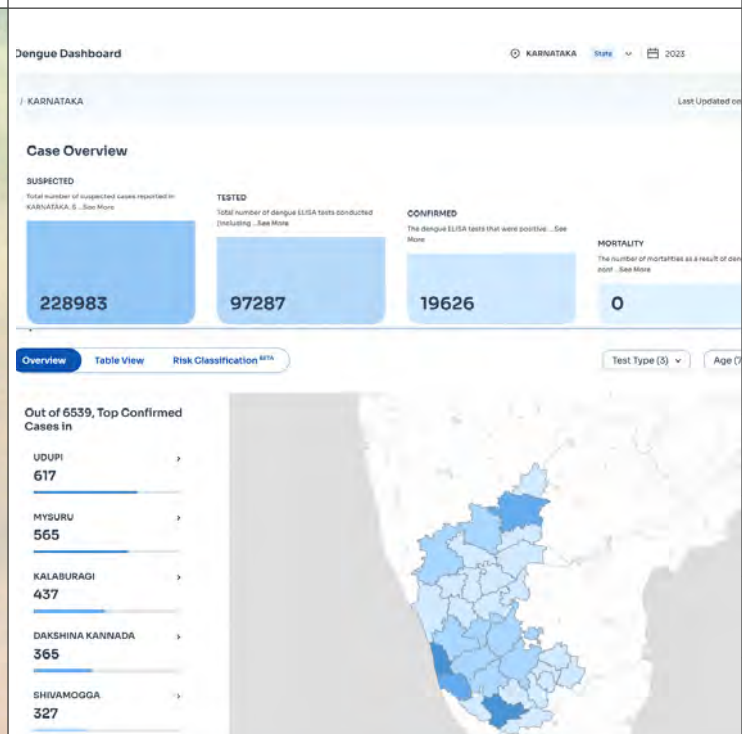 Dengue Dashboard
KARNATAKA State 2023
/ KARNATAKA
Last Updated on
Case Overview
SUSPECTED
Total number of suspected cases reported in
KARNATAKA. ...See More
228983
TESTED
Total number of dengue ELISA tests conducted
(including ...See More
97287
CONFIRMED
The dengue ELISA tests that were positive. ...See
More
19626
MORTALITY
The number of mortalities as a result of den
...See More
0
Overview Table View Risk Classification BETA
Test Type (3) Age (7
Out of 6539, Top Confirmed
Cases in
UDUPI
617
MYSURU
565
KALABURAGI
437
DAKSHINA KANNADA
365
SHIVAMOGGA
327